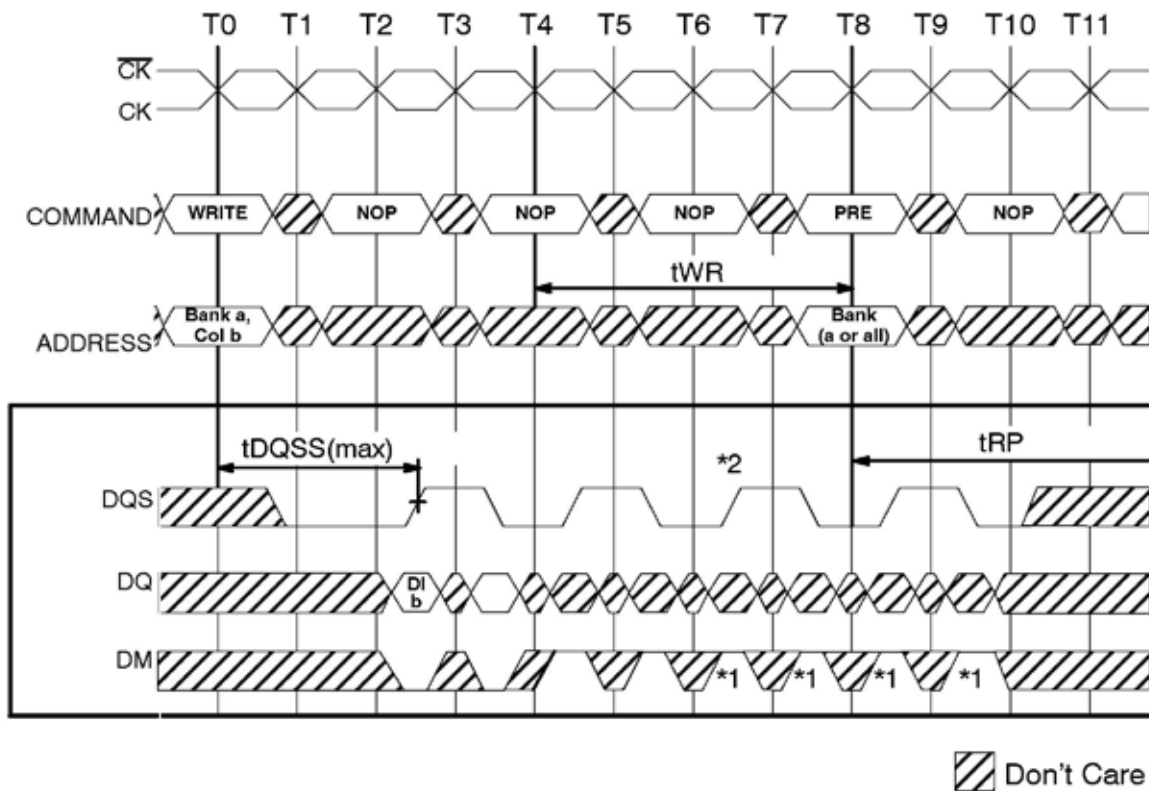 T0 T1 T2 T3 T4 T5 T6 T7 T8 T9 T10 T11
CK
CK
COMMAND WRITE NOP NOP NOP PRE NOP
tWR
ADDRESS Bank a, Col b Bank (a or all)
tDQSS(max) *2 tRP
DQS
DQ DI b
DM *1 *1 *1 *1
Don't Care